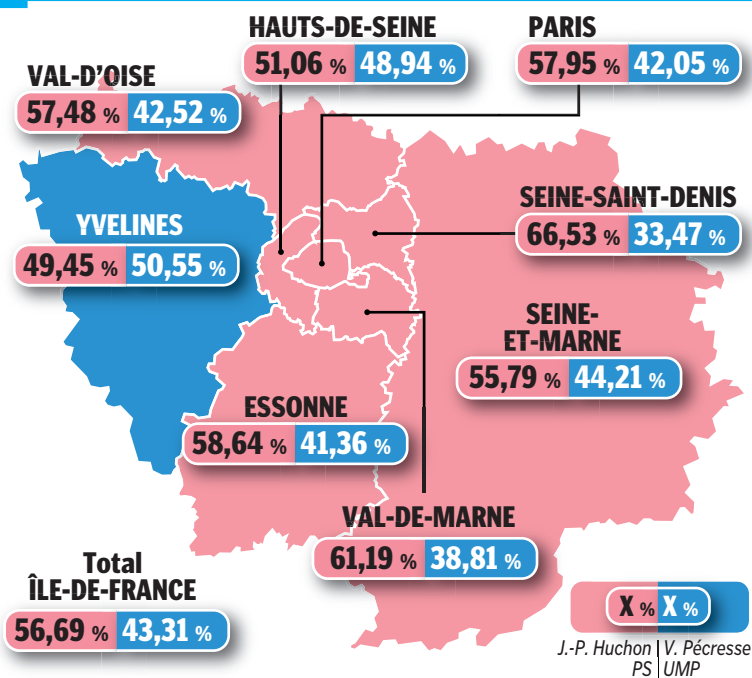 HAUTS-DE-SEINE
51,06 % 48,94 %
PARIS
57,95 % 42,05 %
VAL-D'OISE
57,48 % 42,52 %
YVELINES
49,45 % 50,55 %
SEINE-SAINT-DENIS
66,53 % 33,47 %
SEINE-
ET-MARNE
55,79 % 44,21 %
ESSONNE
58,64 % 41,36 %
VAL-DE-MARNE
61,19 % 38,81 %
Total
ÎLE-DE-FRANCE
56,69 % 43,31 %
X % X %
J.-P. Huchon | V. Pécresse
PS | UMP